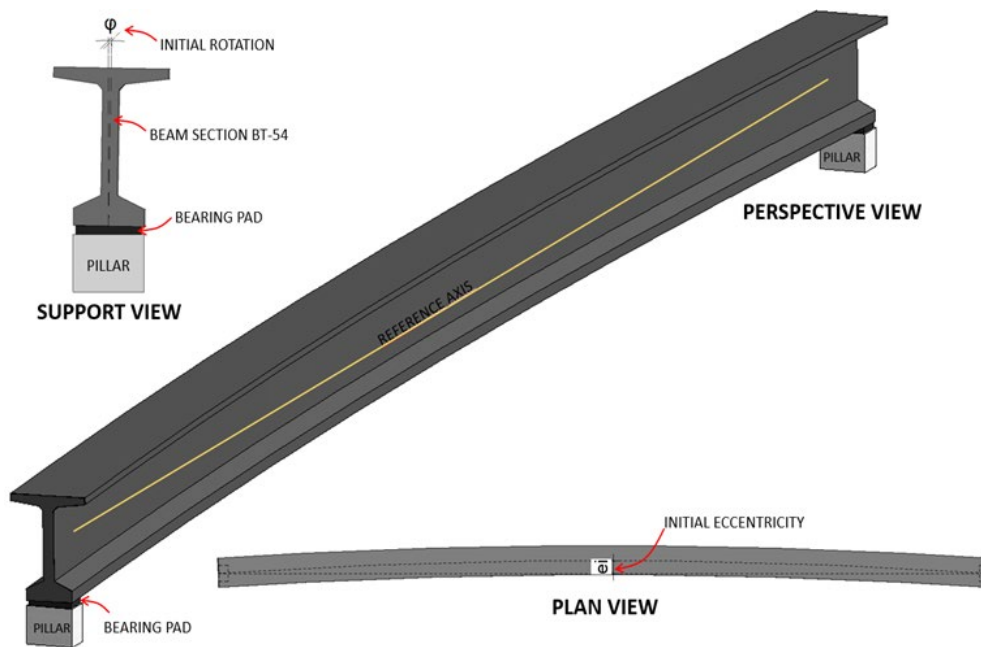 φ
INITIAL ROTATION
BEAM SECTION BT-54
BEARING PAD
PILLAR
SUPPORT VIEW
PILLAR
PERSPECTIVE VIEW
REFERENCE AXIS
INITIAL ECCENTRICITY
ei
PLAN VIEW
PILLAR
BEARING PAD